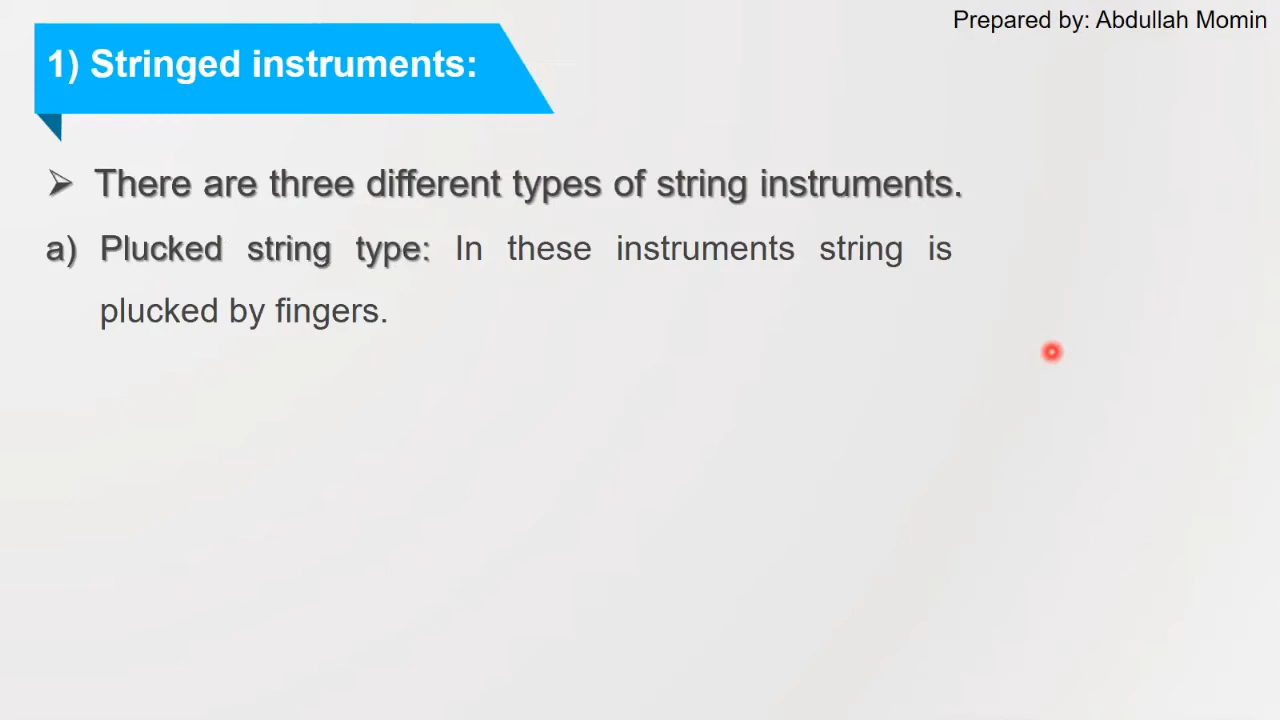 Prepared by: Abdullah Momin
1) Stringed instruments:
➢ There are three different types of string instruments.
a) Plucked string type: In these instruments string is
plucked by fingers.